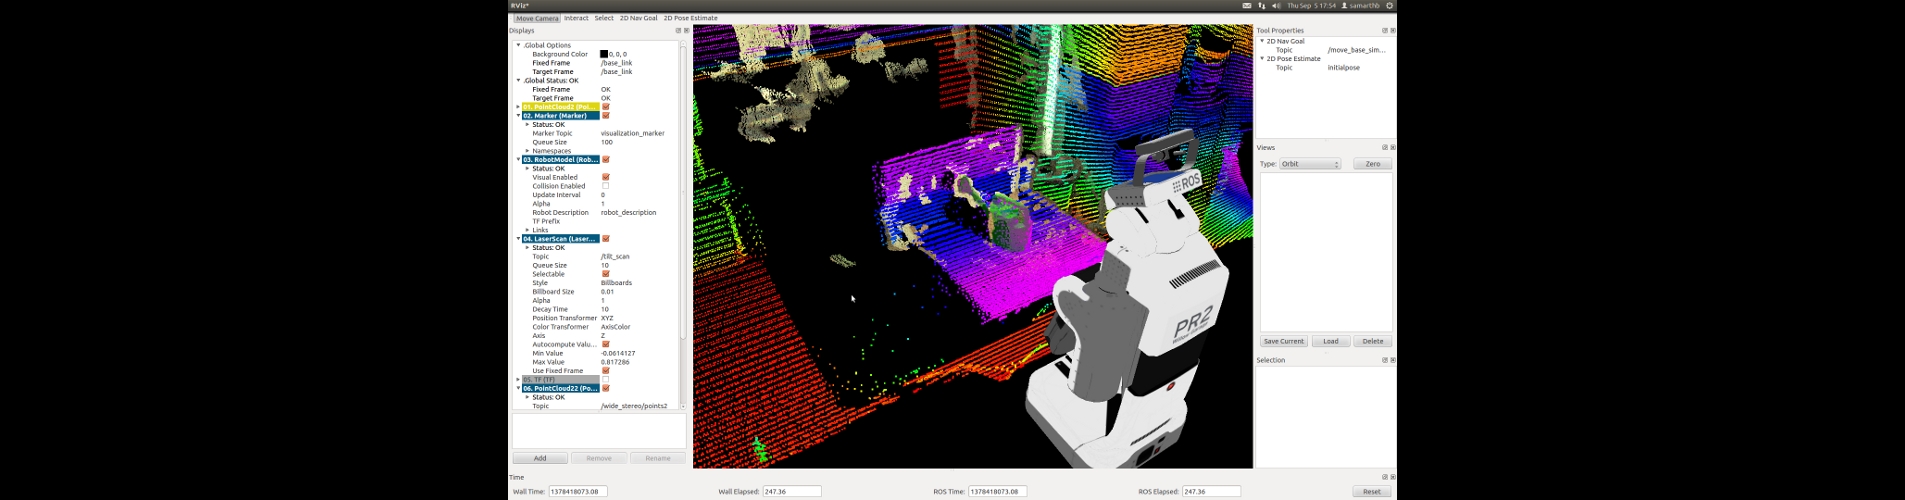 RViz*
Thu Sep 5 17:54 samarthb
Move Camera Interact Select 2D Nav Goal 2D Pose Estimate
Displays
.Global Options
Background Color 0, 0, 0
Fixed Frame /base_link
Target Frame /base_link
.Global Status: OK
Fixed Frame OK
Target Frame OK
01. PointCloud2 (Poi...
02. Marker (Marker)
Status: OK
Marker Topic visualization_marker
Queue Size 100
Namespaces
03. RobotModel (Rob...
Status: OK
Visual Enabled
Collision Enabled
Update Interval 0
Alpha 1
Robot Description robot_description
TF Prefix
Links
04. LaserScan (Laser...
Status: OK
Topic /tilt_scan
Queue Size 10
Selectable
Style Billboards
Billboard Size 0.01
Alpha 1
Decay Time 10
Position Transformer XYZ
Color Transformer AxisColor
Axis Z
Autocompute Valu...
Min Value -0.0614127
Max Value 0.817286
Use Fixed Frame
05. TF (TF)
06. PointCloud22 (Po...
Status: OK
Topic /wide_stereo/points2
Add Remove Rename
ROS
PR2
Tool Properties
2D Nav Goal
Topic /move_base_sim...
2D Pose Estimate
Topic initialpose
Views
Type: Orbit Zero
Save Current Load Delete
Selection
Time
Wall Time: 1378418073.08 Wall Elapsed: 247.36 ROS Time: 1378418073.08 ROS Elapsed: 247.36 Reset